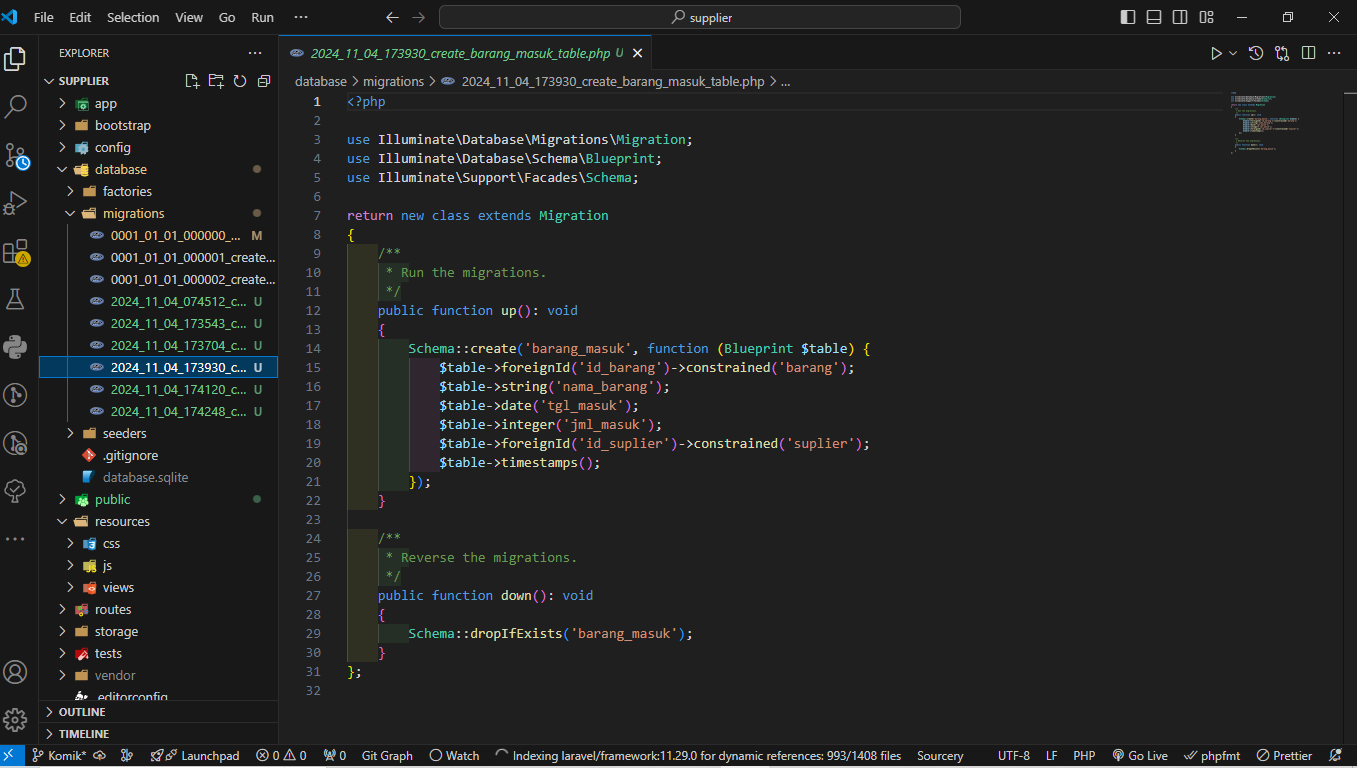 File Edit Selection View Go Run ··· supplier
EXPLORER ···
SUPPLIER
app
bootstrap
config
database
factories
migrations
0001_01_01_000000_... M
0001_01_01_000001_create...
0001_01_01_000002_create...
2024_11_04_074512_c... U
2024_11_04_173543_c... U
2024_11_04_173704_c... U
2024_11_04_173930_c... U
2024_11_04_174120_c... U
2024_11_04_174248_c... U
seeders
.gitignore
database.sqlite
public
resources
css
js
views
routes
storage
tests
vendor
.editorconfig
OUTLINE
TIMELINE
2024_11_04_173930_create_barang_masuk_table.php U
database > migrations > 2024_11_04_173930_create_barang_masuk_table.php > ...
1 <?php
2
3 use Illuminate\Database\Migrations\Migration;
4 use Illuminate\Database\Schema\Blueprint;
5 use Illuminate\Support\Facades\Schema;
6
7 return new class extends Migration
8 {
9 /**
10 * Run the migrations.
11 */
12 public function up(): void
13 {
14 Schema::create('barang_masuk', function (Blueprint $table) {
15 $table->foreignId('id_barang')->constrained('barang');
16 $table->string('nama_barang');
17 $table->date('tgl_masuk');
18 $table->integer('jml_masuk');
19 $table->foreignId('id_suplier')->constrained('suplier');
20 $table->timestamps();
21 });
22 }
23
24 /**
25 * Reverse the migrations.
26 */
27 public function down(): void
28 {
29 Schema::dropIfExists('barang_masuk');
30 }
31 };
32
Komik* Launchpad 0 0 0 Git Graph Watch Indexing laravel/framework:11.29.0 for dynamic references: 993/1408 files Sourcery UTF-8 LF PHP Go Live phpfmt Prettier